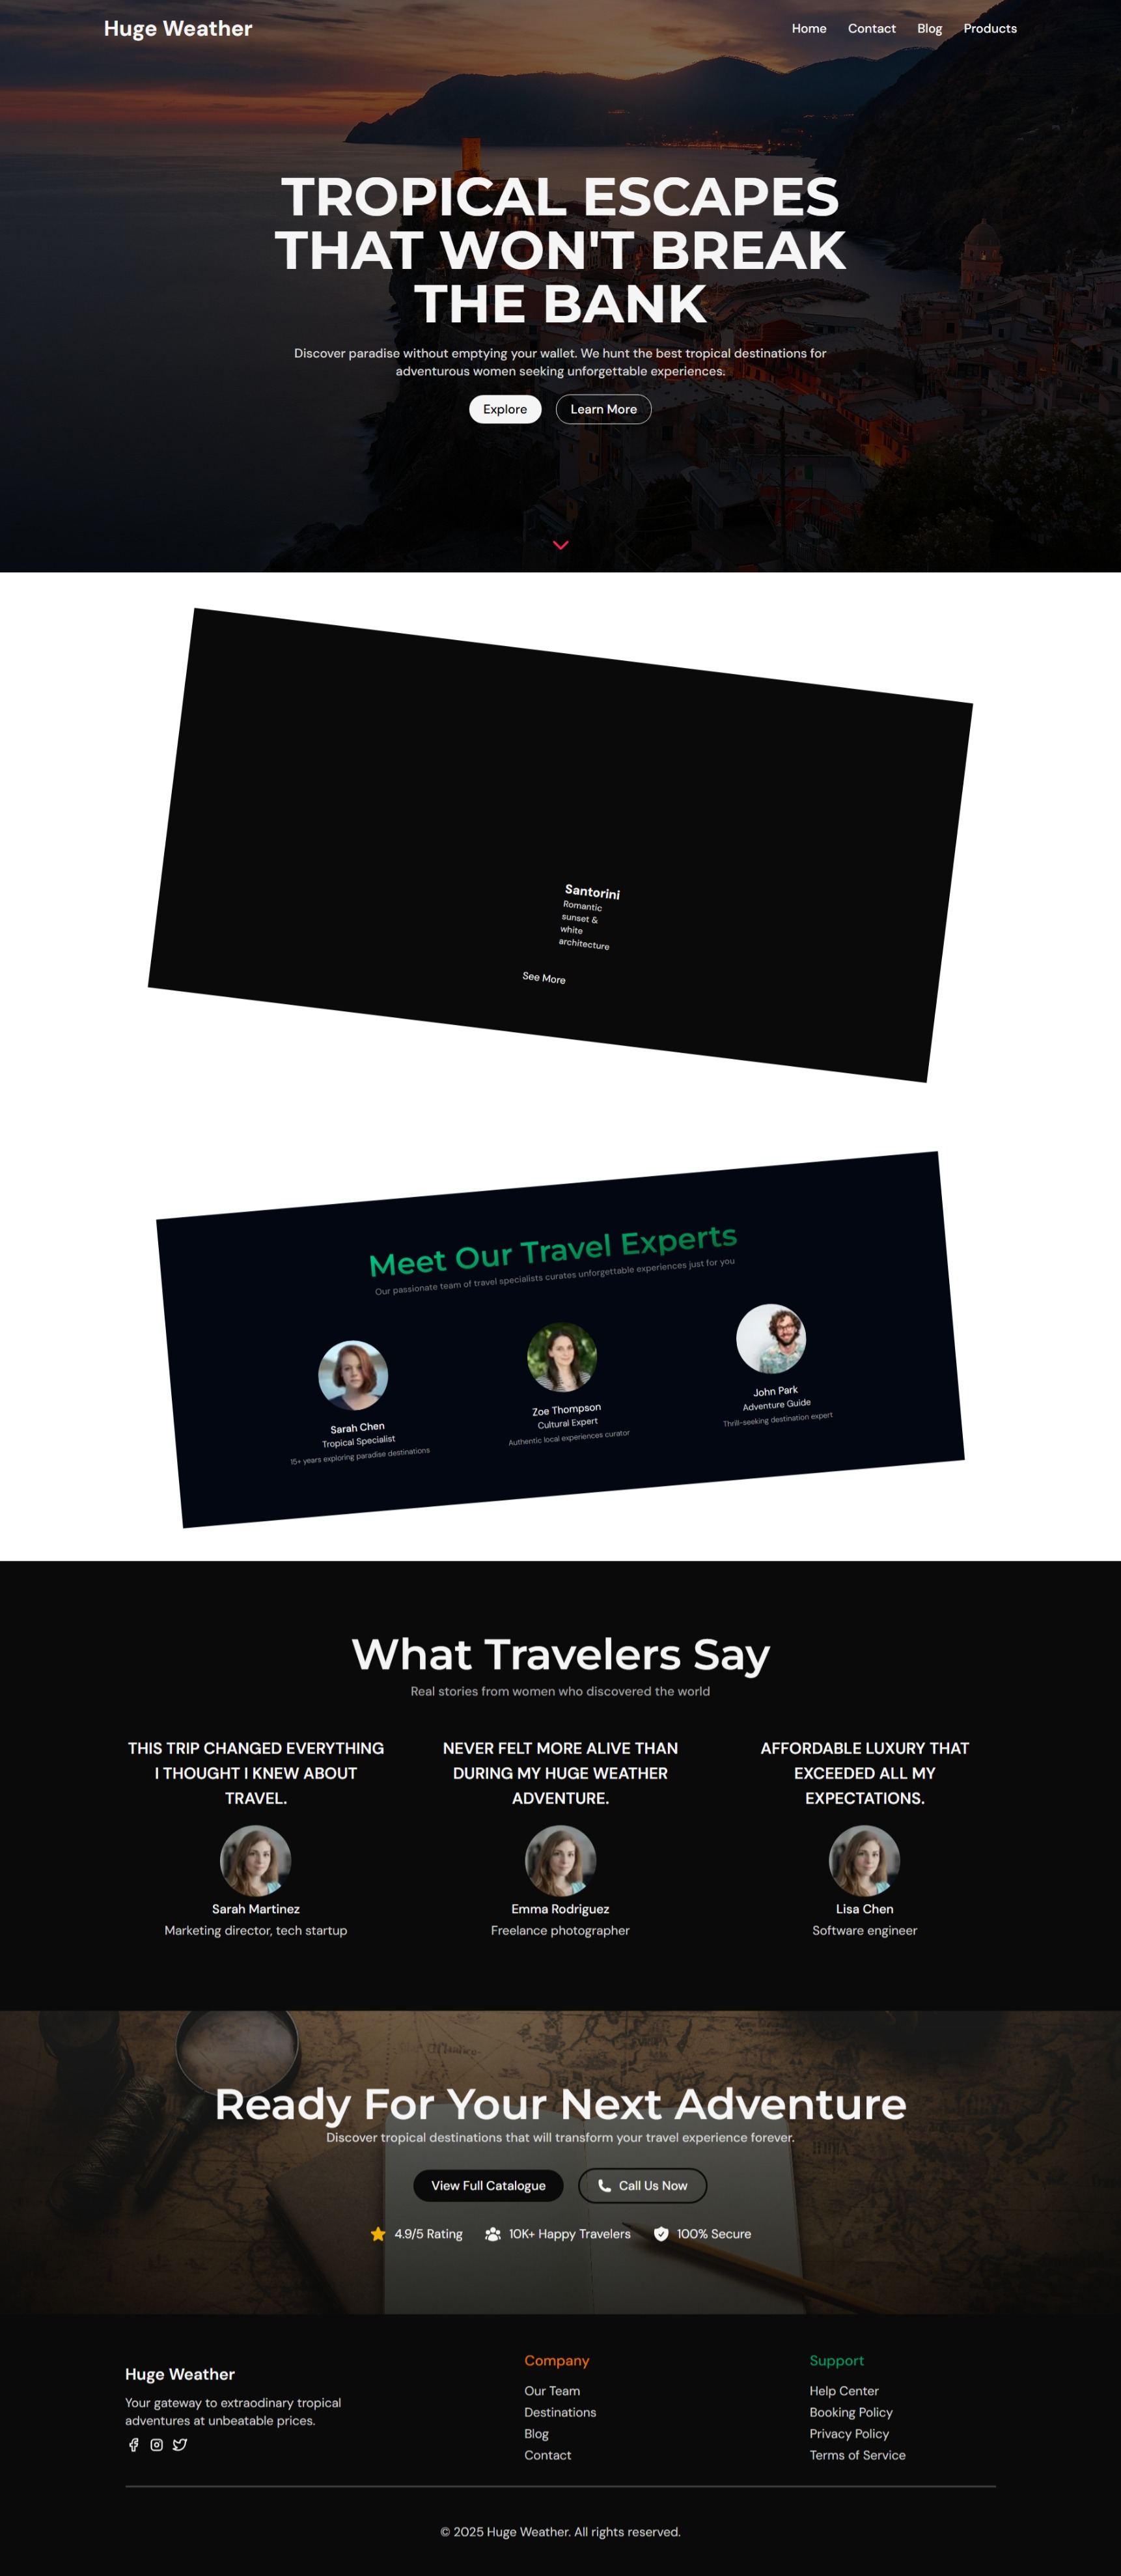 Huge Weather
Home Contact Blog Products
TROPICAL ESCAPES
THAT WON'T BREAK
THE BANK
Discover paradise without emptying your wallet. We hunt the best tropical destinations for
adventurous women seeking unforgettable experiences.
Explore Learn More
Santorini
Romantic
sunset &
white
architecture
See More
Meet Our Travel Experts
Our passionate team of travel specialists curates unforgettable experiences just for you
Sarah Chen
Tropical Specialist
15+ years exploring paradise destinations
Zoe Thompson
Cultural Expert
Authentic local experiences curator
John Park
Adventure Guide
Thrill-seeking destination expert
What Travelers Say
Real stories from women who discovered the world
THIS TRIP CHANGED EVERYTHING
I THOUGHT I KNEW ABOUT
TRAVEL.
Sarah Martinez
Marketing director, tech startup
NEVER FELT MORE ALIVE THAN
DURING MY HUGE WEATHER
ADVENTURE.
Emma Rodriguez
Freelance photographer
AFFORDABLE LUXURY THAT
EXCEEDED ALL MY
EXPECTATIONS.
Lisa Chen
Software engineer
Ready For Your Next Adventure
Discover tropical destinations that will transform your travel experience forever.
View Full Catalogue Call Us Now
4.9/5 Rating 10K+ Happy Travelers 100% Secure
Huge Weather
Your gateway to extraodinary tropical
adventures at unbeatable prices.
Company
Our Team
Destinations
Blog
Contact
Support
Help Center
Booking Policy
Privacy Policy
Terms of Service
© 2025 Huge Weather. All rights reserved.